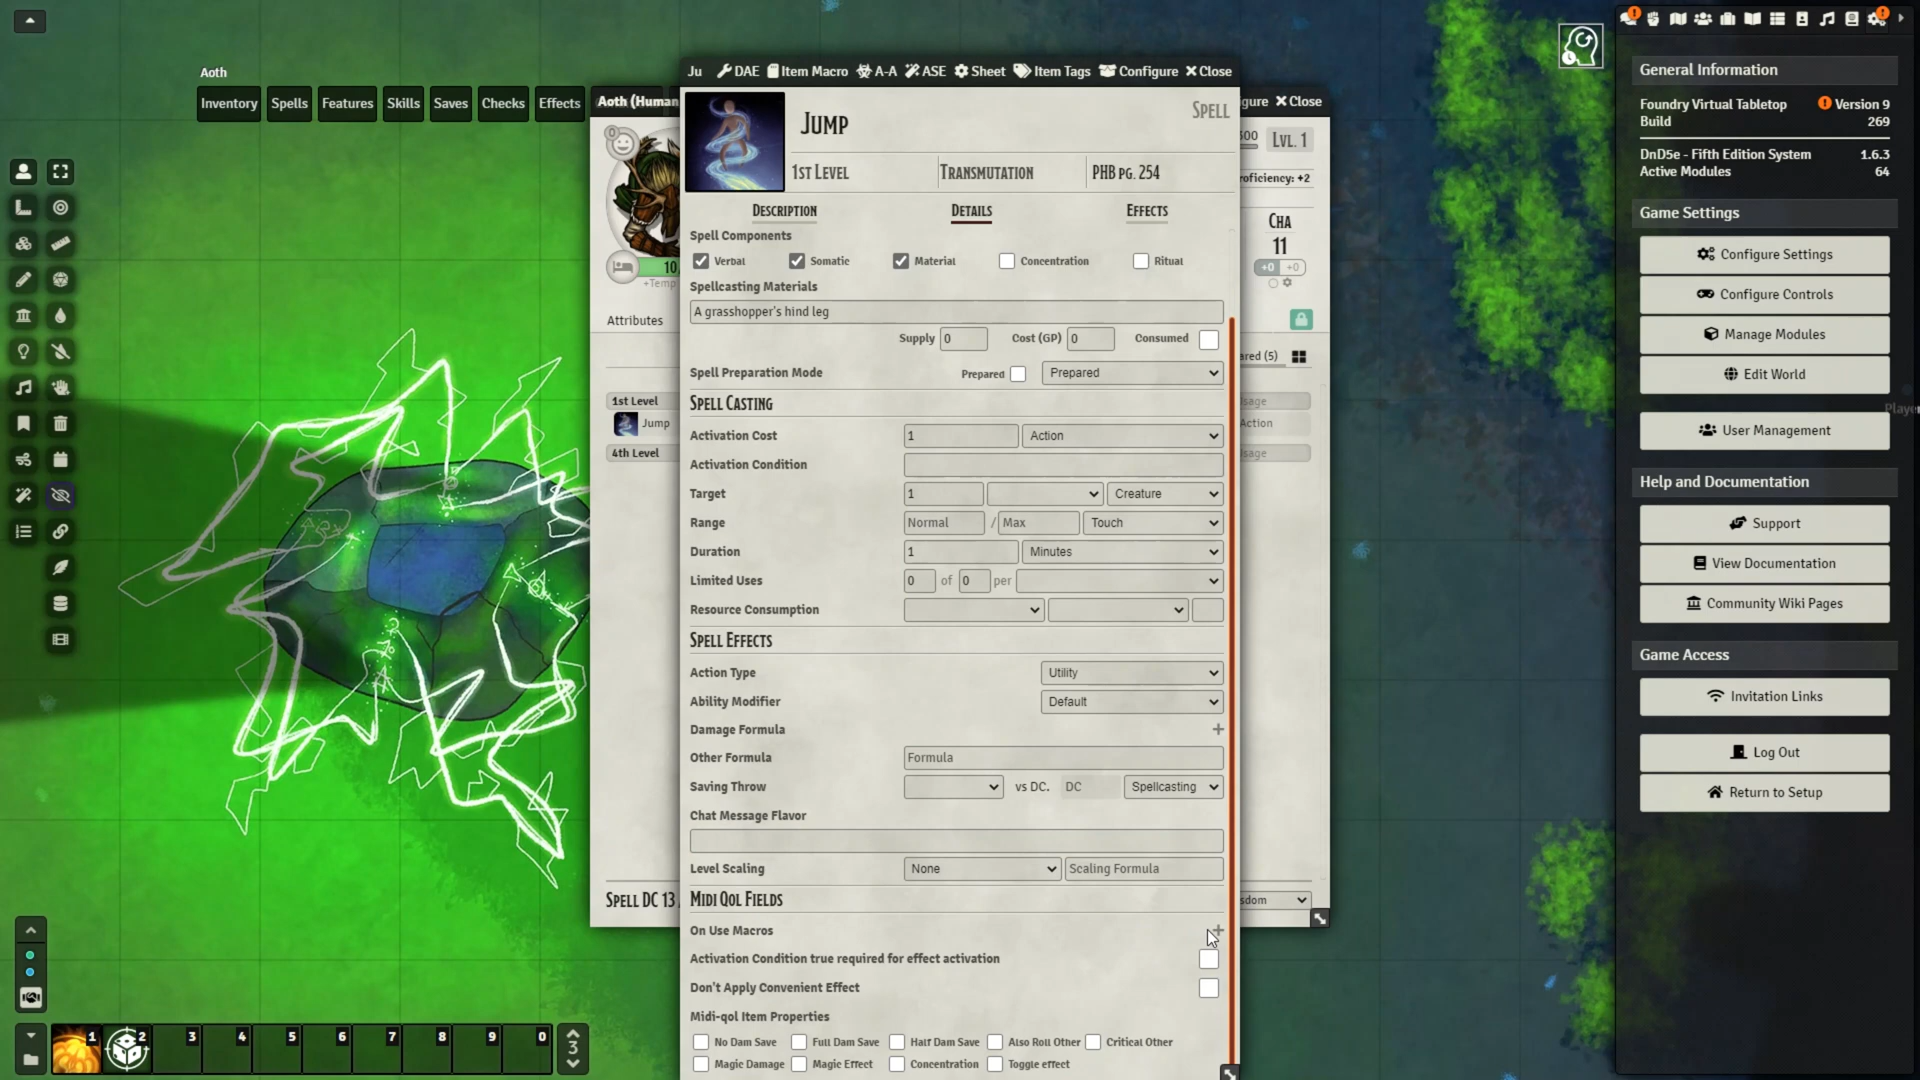 Aoth
Inventory
Spells
Features
Skills
Saves
Checks
Effects
Ju
DAE
Item Macro
A-A
ASE
Sheet
Item Tags
Configure
Close
Aoth (Human
gure
Close
Jump
Spell
1st Level
Transmutation
PHB pg. 254
Description
Details
Effects
Spell Components
Verbal
Somatic
Material
Concentration
Ritual
Spellcasting Materials
A grasshopper's hind leg
Supply 0
Cost (GP) 0
Consumed
Spell Preparation Mode
Prepared
Prepared
Spell Casting
Activation Cost
1
Action
Activation Condition
Target
1
Creature
Range
Normal / Max
Touch
Duration
1
Minutes
Limited Uses
0 of 0 per
Resource Consumption
Spell Effects
Action Type
Utility
Ability Modifier
Default
Damage Formula
Other Formula
Formula
Saving Throw
vs DC.
DC
Spellcasting
Chat Message Flavor
Level Scaling
None
Scaling Formula
Midi Qol Fields
On Use Macros
Activation Condition true required for effect activation
Don't Apply Convenient Effect
Midi-qol Item Properties
No Dam Save
Full Dam Save
Half Dam Save
Also Roll Other
Critical Other
Magic Damage
Magic Effect
Concentration
Toggle effect
0
10
+Temp
Attributes
1st Level
Jump
4th Level
Spell DC 13
Lvl. 1
roficiency: +2
Cha
11
+0
+0
ared (5)
sage
Action
sage
sdom
General Information
Foundry Virtual Tabletop
Version 9
Build
269
DnD5e - Fifth Edition System
1.6.3
Active Modules
64
Game Settings
Configure Settings
Configure Controls
Manage Modules
Edit World
User Management
Help and Documentation
Support
View Documentation
Community Wiki Pages
Game Access
Invitation Links
Log Out
Return to Setup
Player
1
2
3
4
5
6
7
8
9
0
3